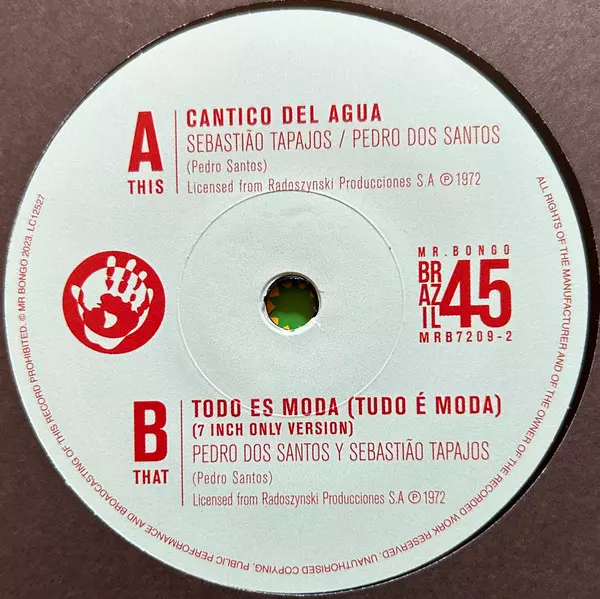 A
THIS
CANTICO DEL AGUA
SEBASTIÃO TAPAJOS / PEDRO DOS SANTOS
(Pedro Santos)
Licensed from Radoszynski Producciones S.A ℗ 1972
MR.BONGO
BRAZIL
45
MRB7209-2
B
THAT
TODO ES MODA (TUDO É MODA)
(7 INCH ONLY VERSION)
PEDRO DOS SANTOS Y SEBASTIÃO TAPAJOS
(Pedro Santos)
Licensed from Radoszynski Producciones S.A ℗ 1972
ALL RIGHTS OF THE MANUFACTURER AND OF THE OWNER OF THE RECORDED WORK RESERVED. UNAUTHORISED COPYING, PUBLIC PERFORMANCE AND BROADCASTING OF THIS RECORD PROHIBITED. © MR BONGO 2023. LC12527